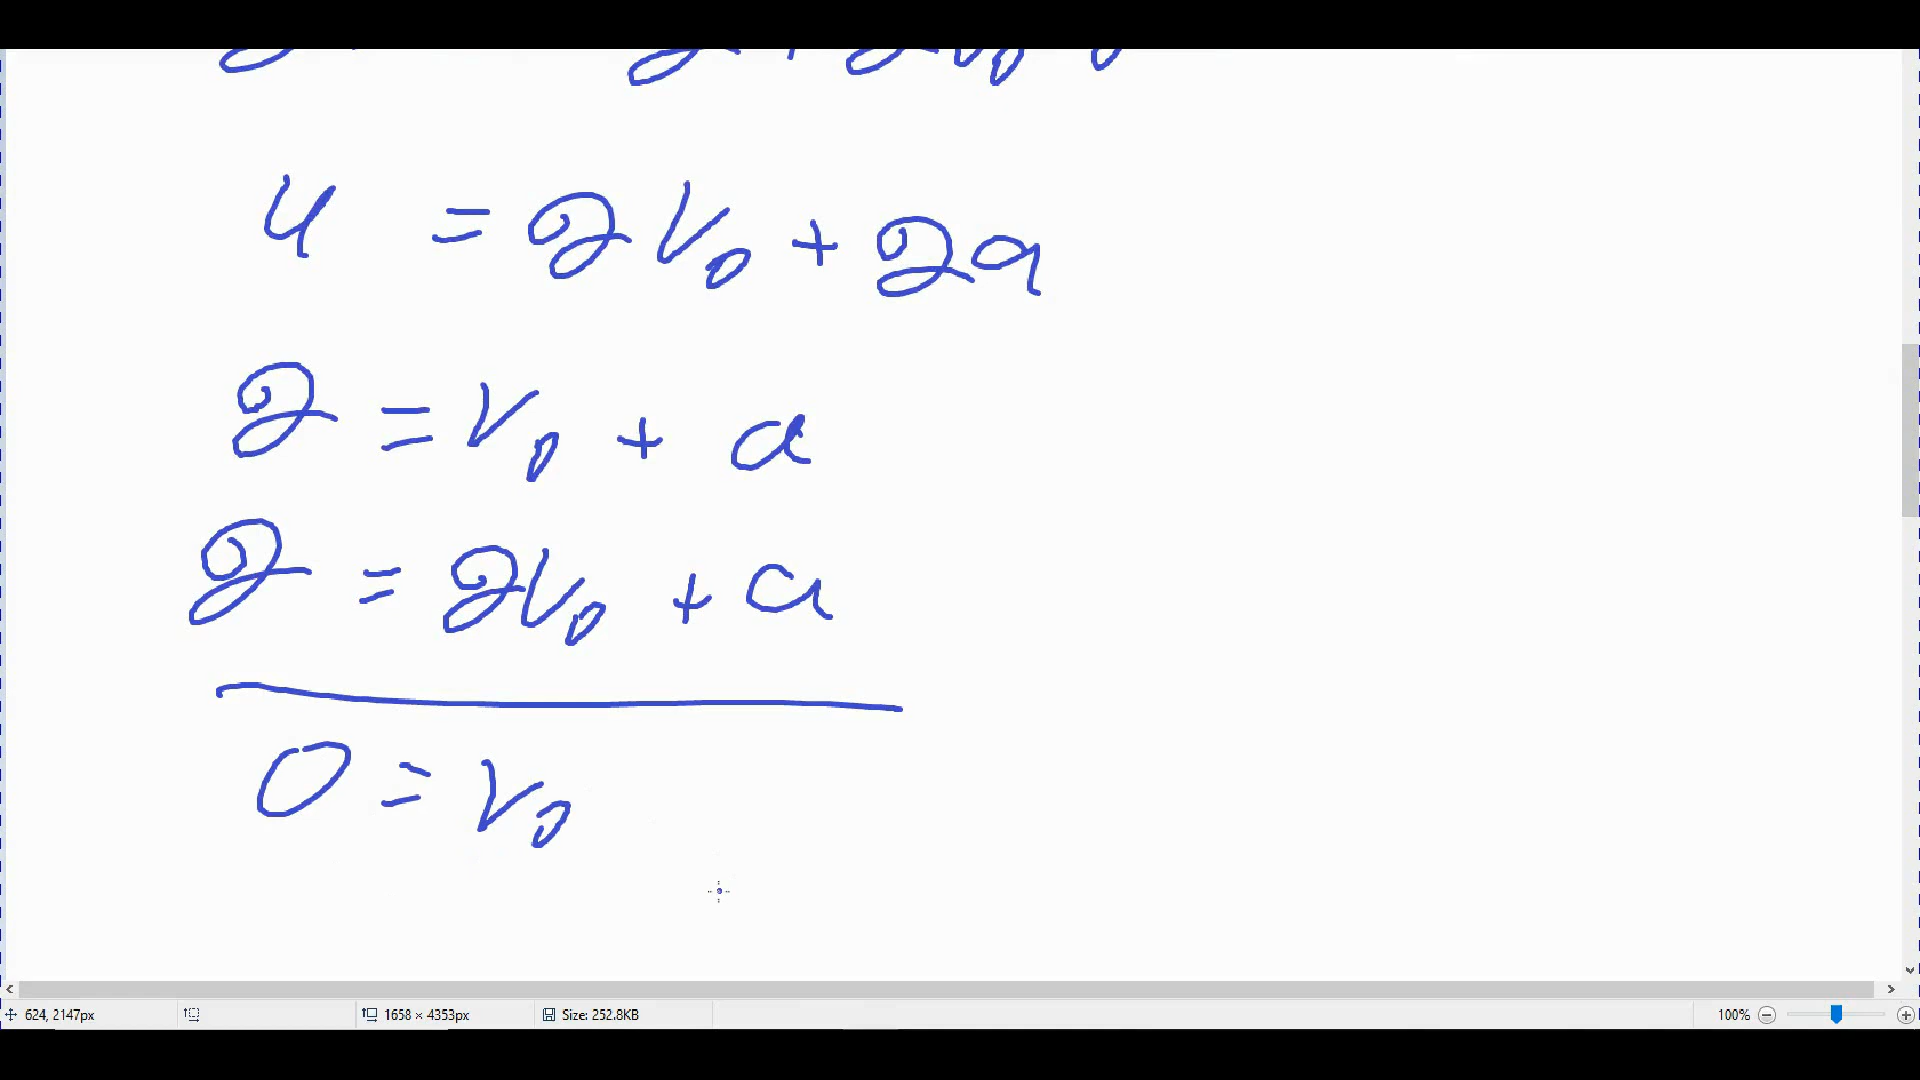 4 = 2V₀ + 2a
2 = V₀ + a
2 = 2V₀ + a
0 = V₀
624, 2147px
1658 × 4353px
Size: 252.8KB
100%